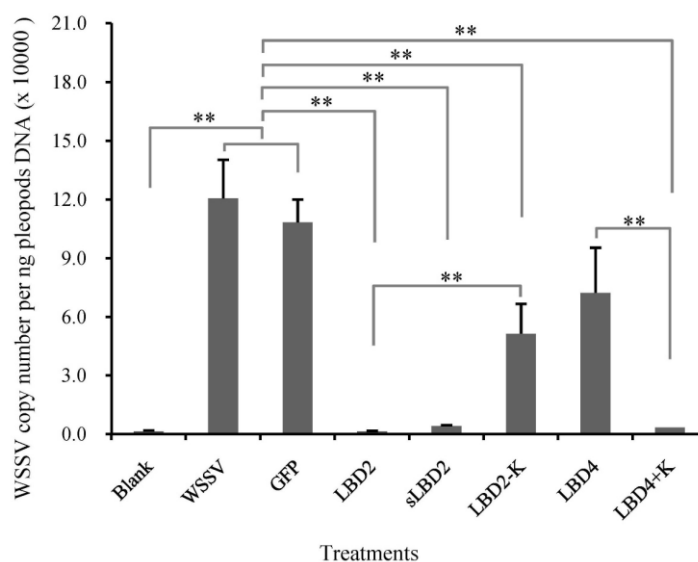 WSSV copy number per ng pleopods DNA (x 10000)
21.0
18.0
15.0
12.0
9.0
6.0
3.0
0.0
**
**
**
**
**
**
**
Blank
WSSV
GFP
LBD2
sLBD2
LBD2-K
LBD4
LBD4+K
Treatments